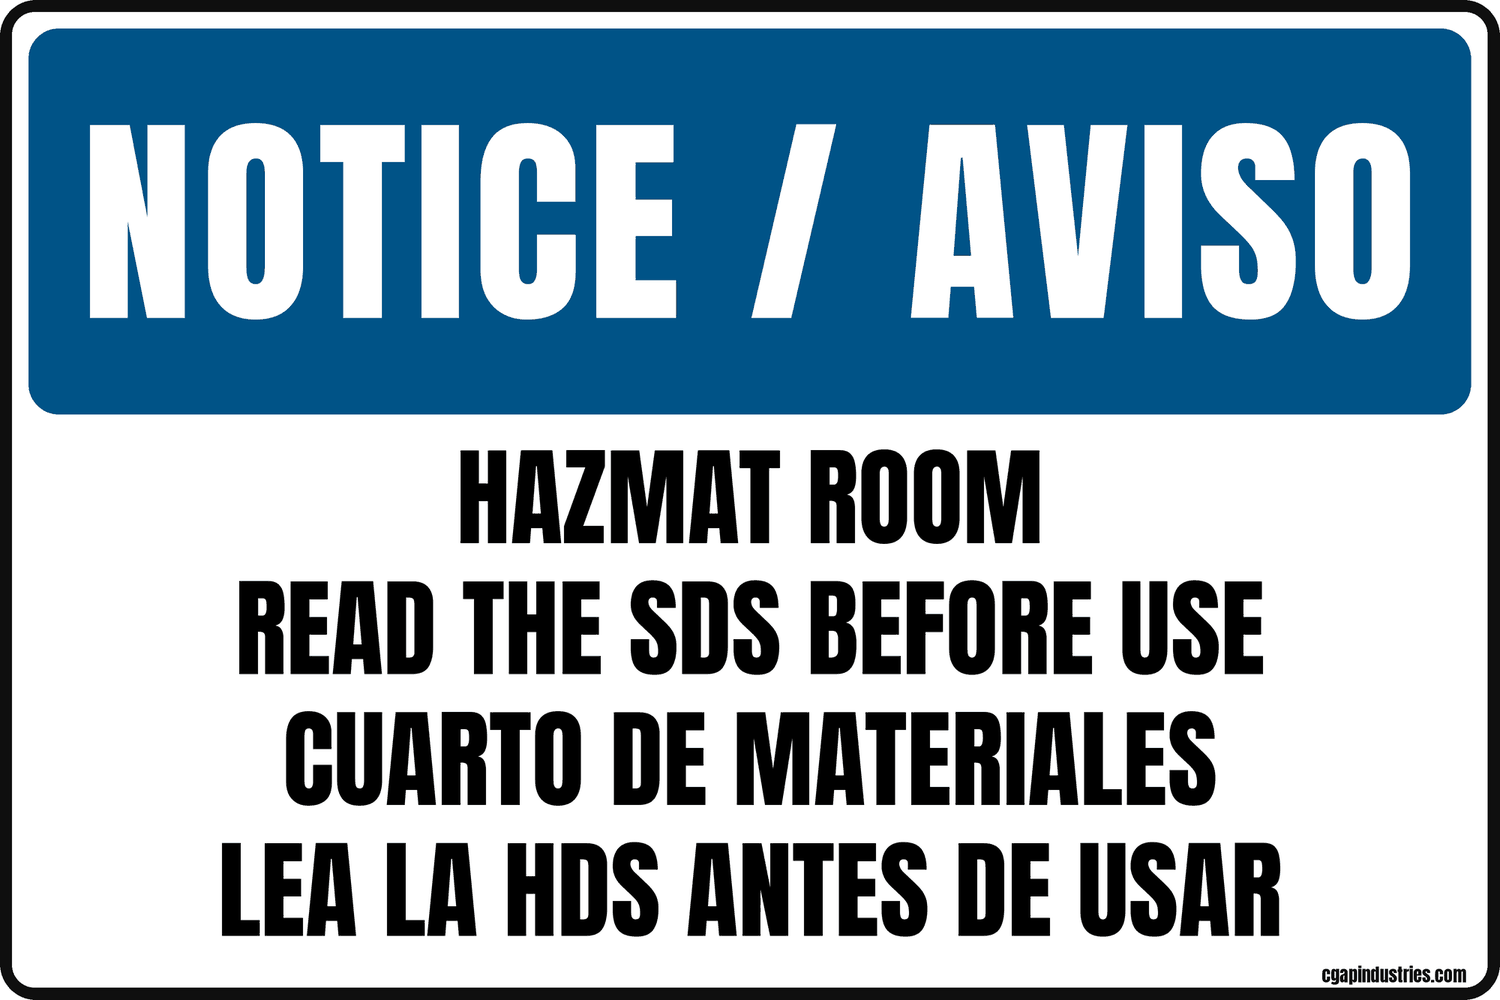 NOTICE / AVISO
HAZMAT ROOM
READ THE SDS BEFORE USE
CUARTO DE MATERIALES
LEA LA HDS ANTES DE USAR
cgapindustries.com